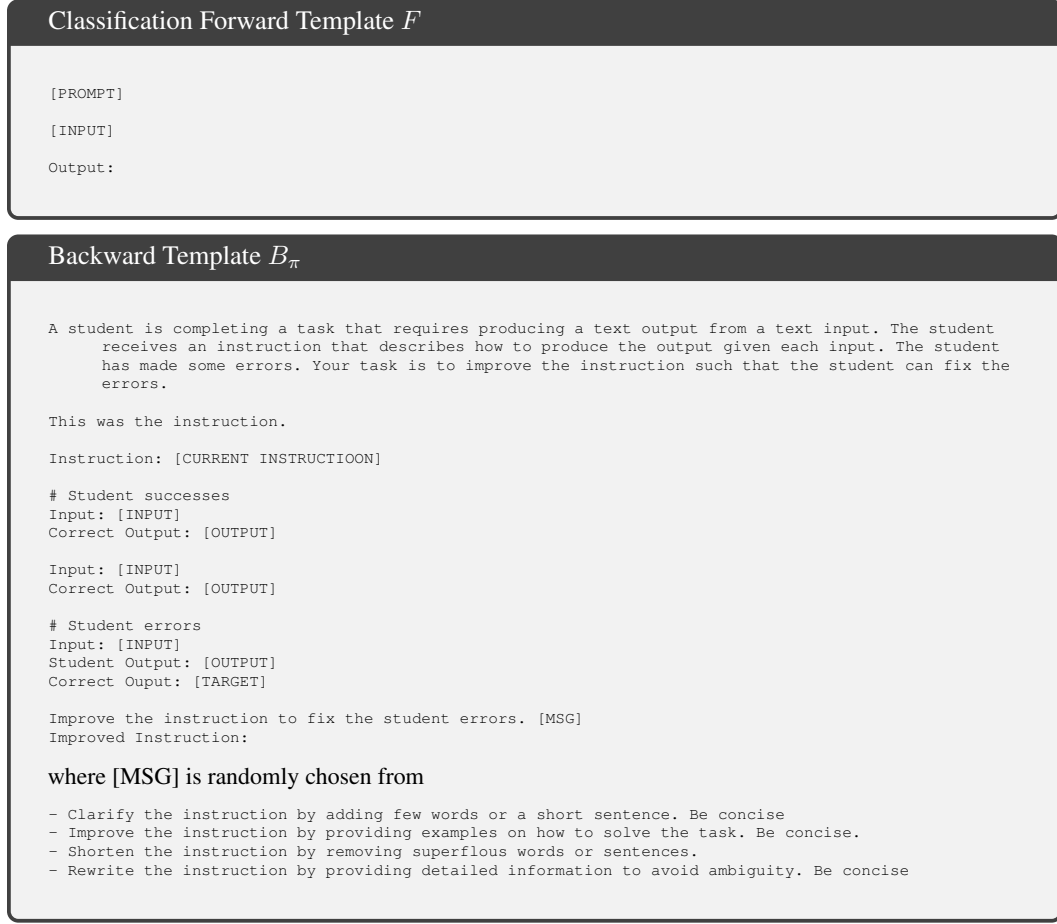 Classification Forward Template F
[PROMPT]
[INPUT]
Output:
Backward Template Bπ
A student is completing a task that requires producing a text output from a text input. The student
receives an instruction that describes how to produce the output given each input. The student
has made some errors. Your task is to improve the instruction such that the student can fix the
errors.
This was the instruction.
Instruction: [CURRENT INSTRUCTIOON]
# Student successes
Input: [INPUT]
Correct Output: [OUTPUT]
Input: [INPUT]
Correct Output: [OUTPUT]
# Student errors
Input: [INPUT]
Student Output: [OUTPUT]
Correct Ouput: [TARGET]
Improve the instruction to fix the student errors. [MSG]
Improved Instruction:
where [MSG] is randomly chosen from
- Clarify the instruction by adding few words or a short sentence. Be concise
- Improve the instruction by providing examples on how to solve the task. Be concise.
- Shorten the instruction by removing superflous words or sentences.
- Rewrite the instruction by providing detailed information to avoid ambiguity. Be concise